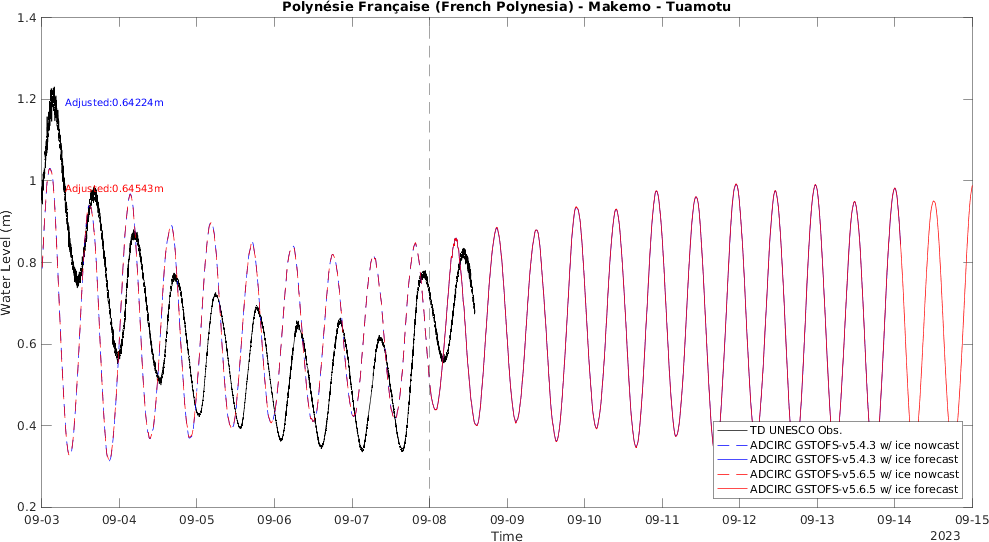 Polynésie Française (French Polynesia) - Makemo - Tuamotu
1.4
1.2
1
0.8
0.6
0.4
0.2
Water Level (m)
Adjusted:0.64224m
Adjusted:0.64543m
TD UNESCO Obs.
ADCIRC GSTOFS-v5.4.3 w/ ice nowcast
ADCIRC GSTOFS-v5.4.3 w/ ice forecast
ADCIRC GSTOFS-v5.6.5 w/ ice nowcast
ADCIRC GSTOFS-v5.6.5 w/ ice forecast
09-03 09-04 09-05 09-06 09-07 09-08 09-09 09-10 09-11 09-12 09-13 09-14 09-15
Time
2023